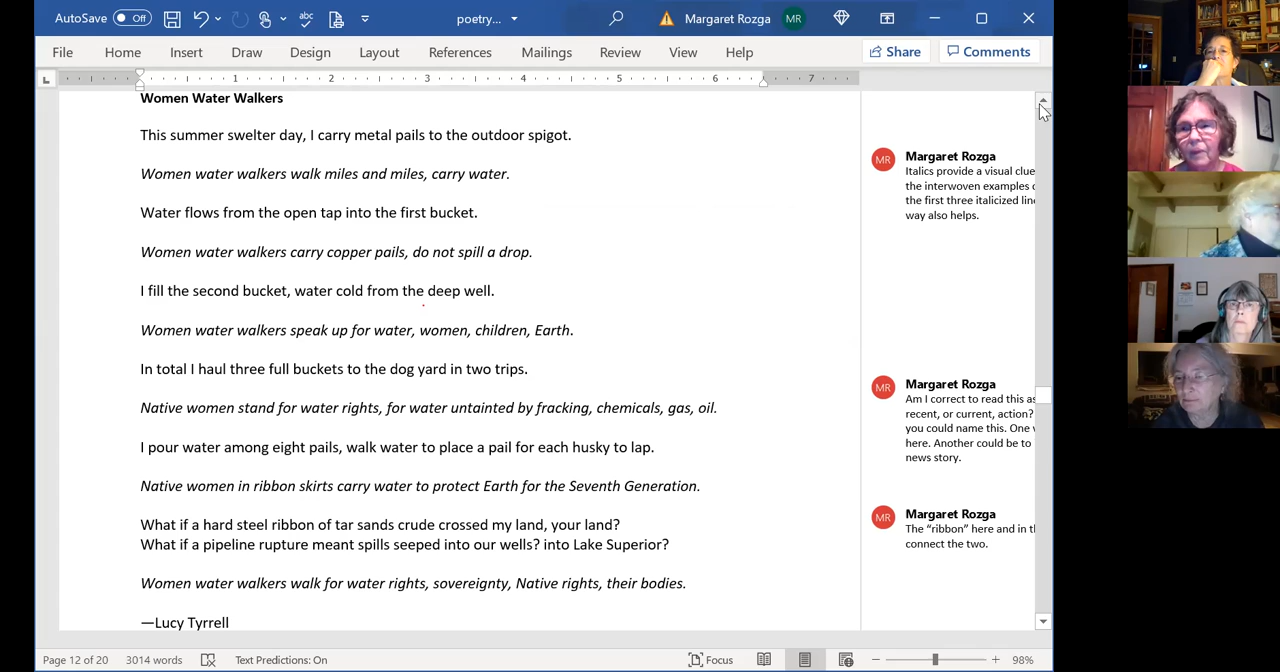 AutoSave Off poetry... Margaret Rozga MR
File Home Insert Draw Design Layout References Mailings Review View Help Share Comments
1 2 3 4 5 6 7
Women Water Walkers
This summer swelter day, I carry metal pails to the outdoor spigot.
Women water walkers walk miles and miles, carry water.
Water flows from the open tap into the first bucket.
Women water walkers carry copper pails, do not spill a drop.
I fill the second bucket, water cold from the deep well.
Women water walkers speak up for water, women, children, Earth.
In total I haul three full buckets to the dog yard in two trips.
Native women stand for water rights, for water untainted by fracking, chemicals, gas, oil.
I pour water among eight pails, walk water to place a pail for each husky to lap.
Native women in ribbon skirts carry water to protect Earth for the Seventh Generation.
What if a hard steel ribbon of tar sands crude crossed my land, your land?
What if a pipeline rupture meant spills seeped into our wells? into Lake Superior?
Women water walkers walk for water rights, sovereignty, Native rights, their bodies.
—Lucy Tyrrell
MR Margaret Rozga
Italics provide a visual clue
the interwoven examples
the first three italicized
way also helps.
MR Margaret Rozga
Am I correct to read this as
recent, or current, action?
you could name this. One
here. Another could be to
news story.
MR Margaret Rozga
The "ribbon" here and in
connect the two.
Page 12 of 20 3014 words Text Predictions: On Focus 98%